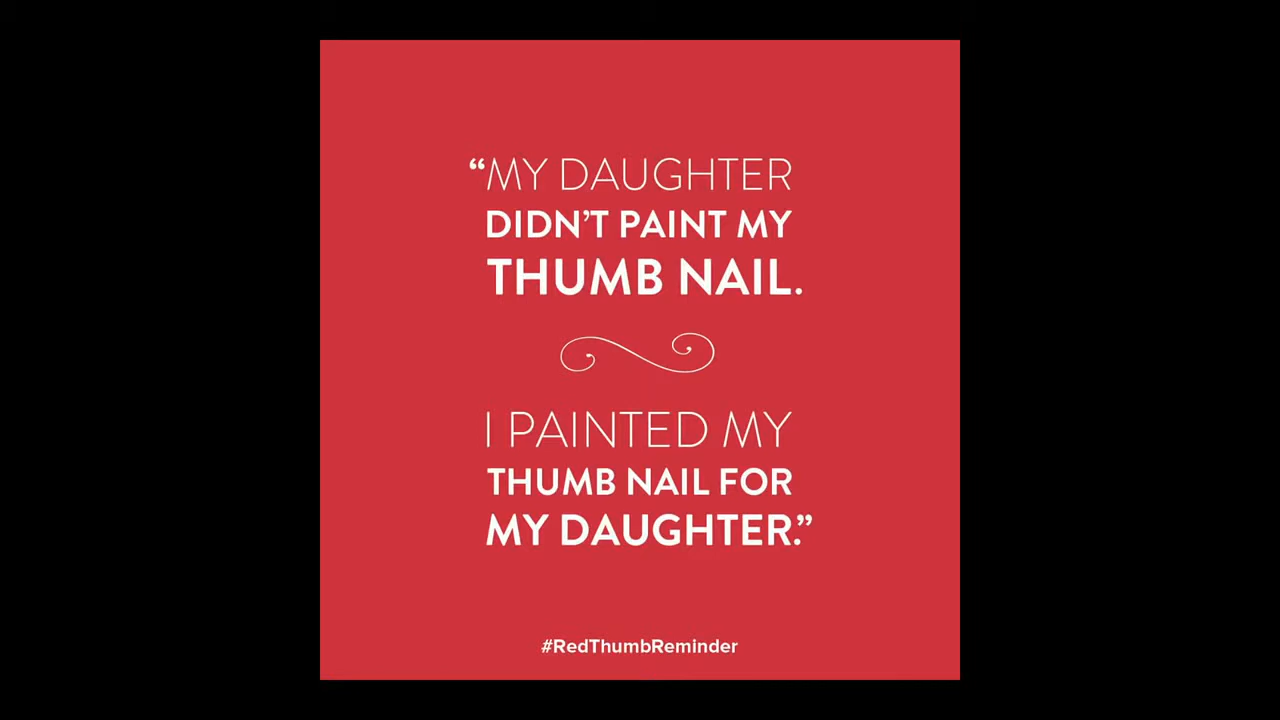 “MY DAUGHTER
DIDN’T PAINT MY
THUMB NAIL.
I PAINTED MY
THUMB NAIL FOR
MY DAUGHTER.”
#RedThumbReminder